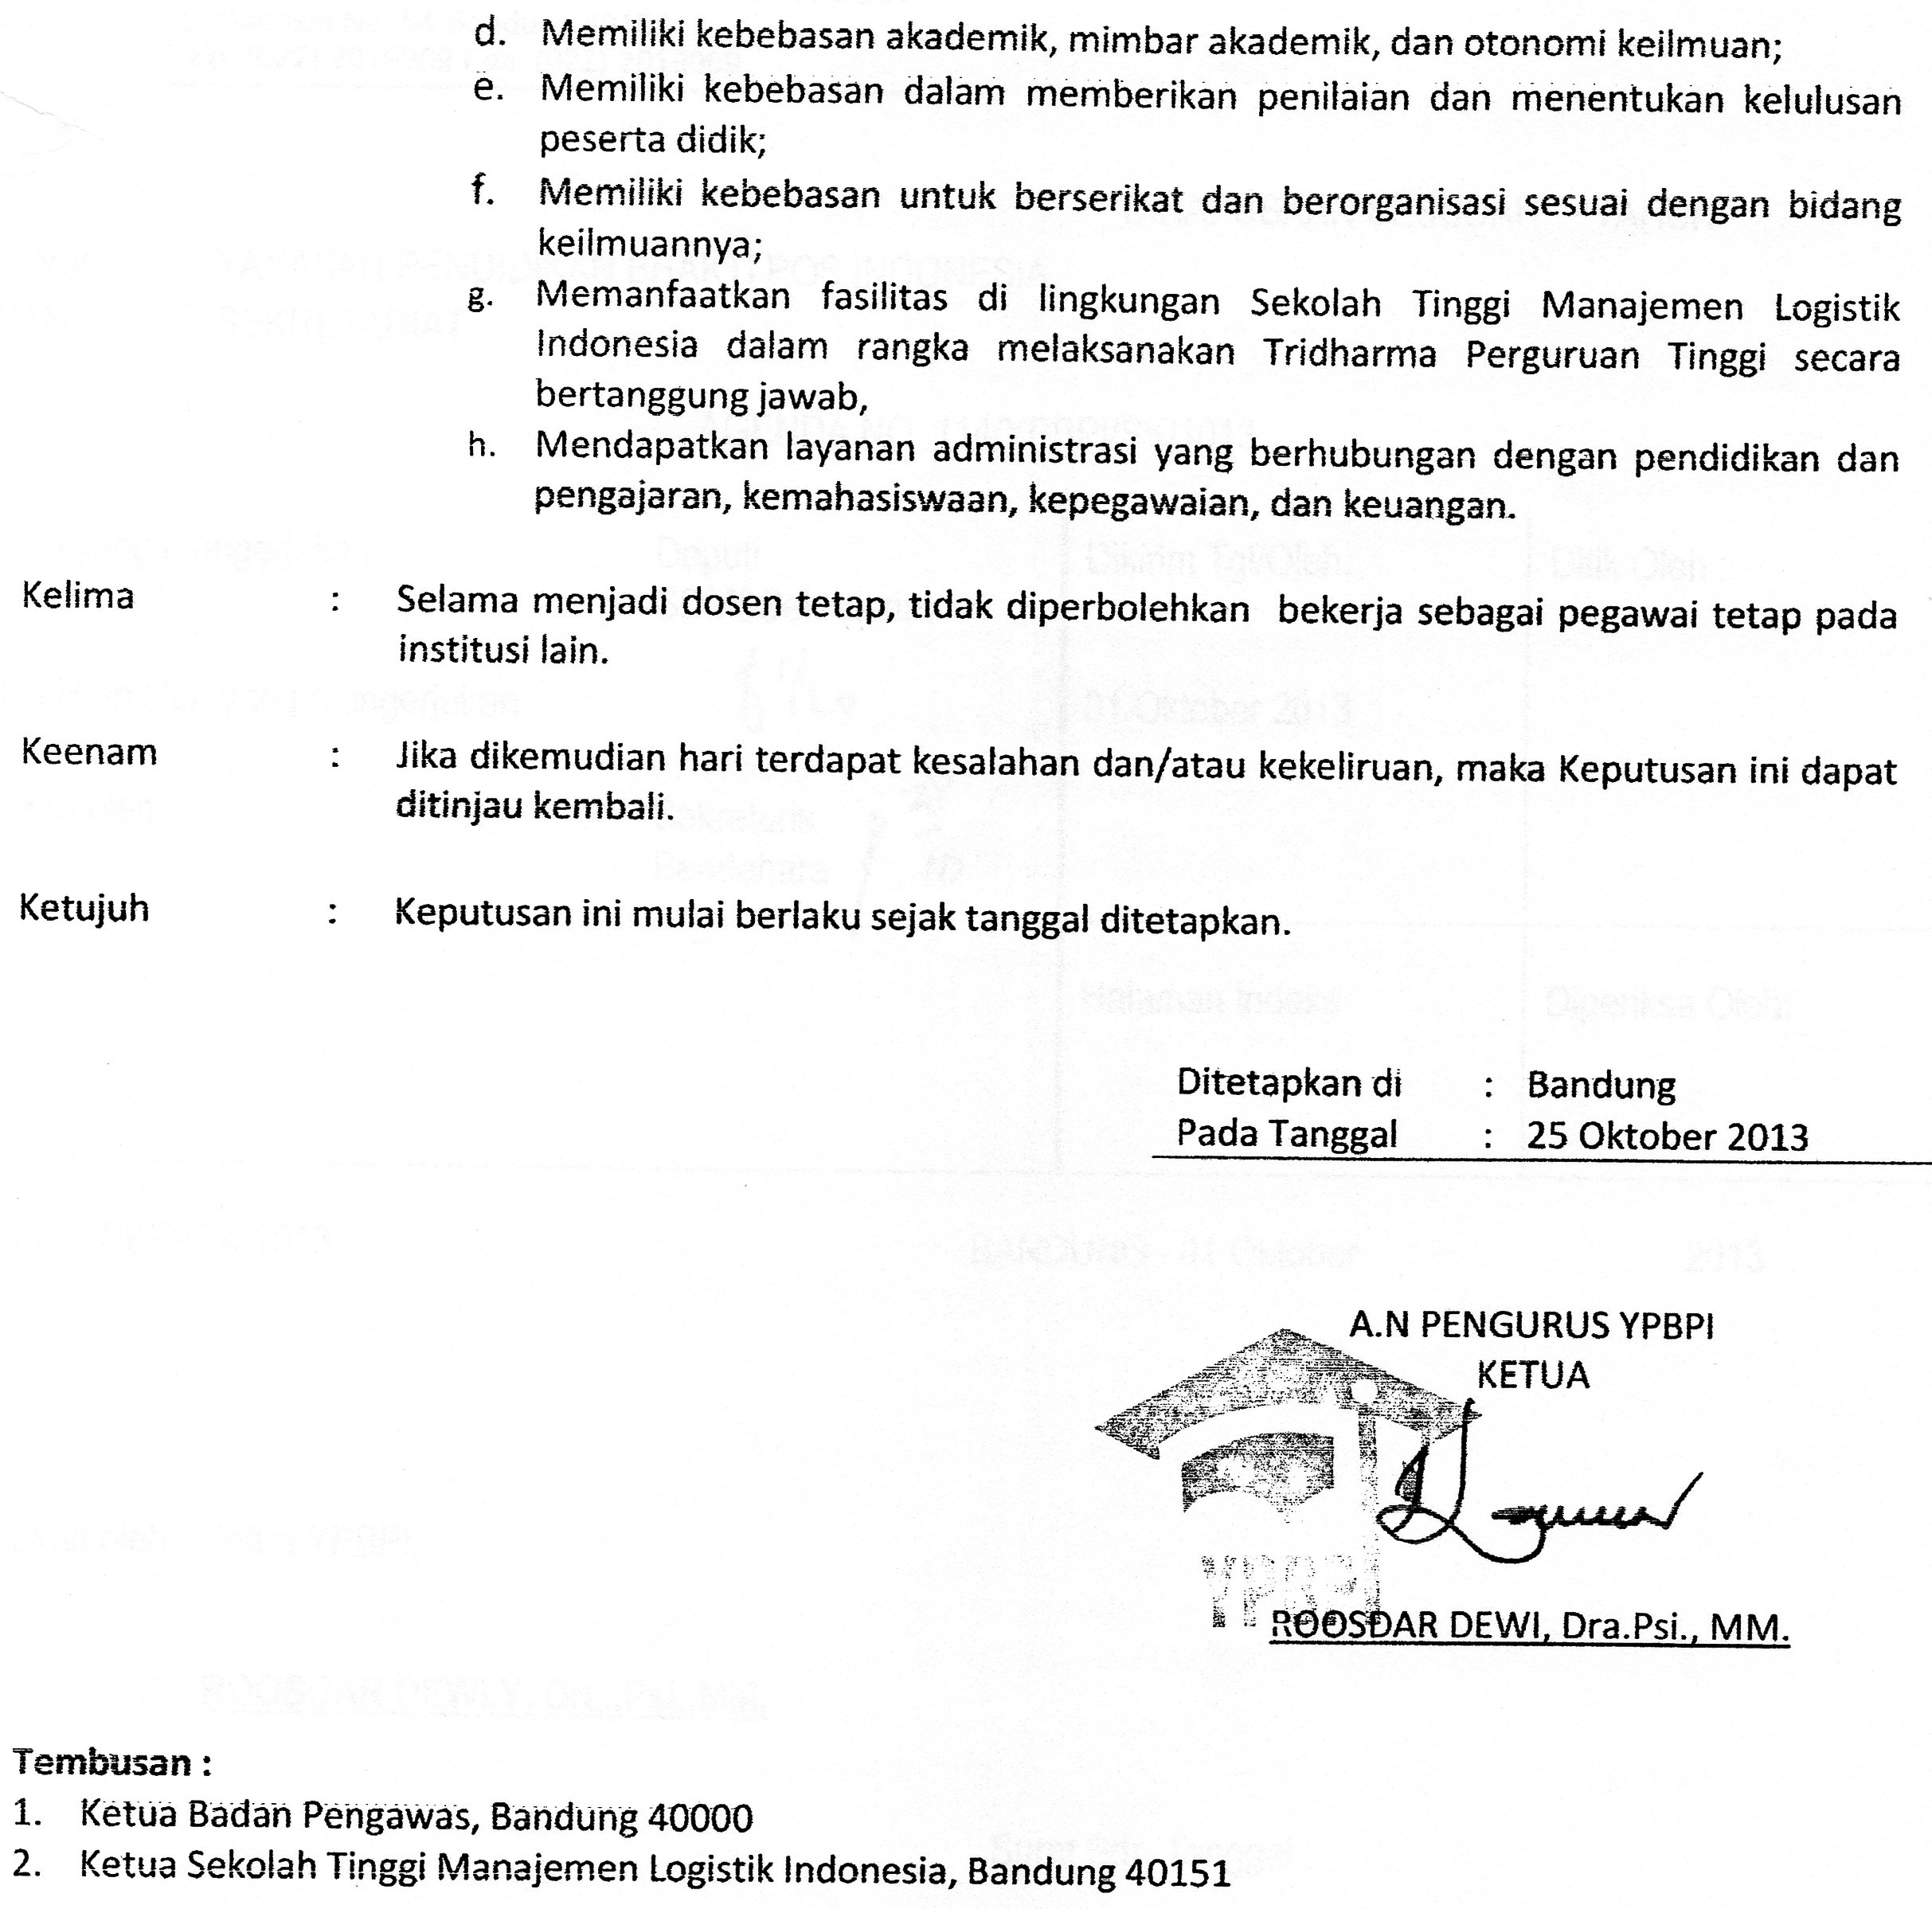 d. Memiliki kebebasan akademik, mimbar akademik, dan otonomi keilmuan;
e. Memiliki kebebasan dalam memberikan penilaian dan menentukan kelulusan
peserta didik;
f. Memiliki kebebasan untuk berserikat dan berorganisasi sesuai dengan bidang
keilmuannya;
g. Memanfaatkan fasilitas di lingkungan Sekolah Tinggi Manajemen Logistik
Indonesia dalam rangka melaksanakan Tridharma Perguruan Tinggi secara
bertanggung jawab,
h. Mendapatkan layanan administrasi yang berhubungan dengan pendidikan dan
pengajaran, kemahasiswaan, kepegawaian, dan keuangan.
Kelima : Selama menjadi dosen tetap, tidak diperbolehkan bekerja sebagai pegawai tetap pada
institusi lain.
Keenam : Jika dikemudian hari terdapat kesalahan dan/atau kekeliruan, maka Keputusan ini dapat
ditinjau kembali.
Ketujuh : Keputusan ini mulai berlaku sejak tanggal ditetapkan.
Ditetapkan di : Bandung
Pada Tanggal : 25 Oktober 2013
A.N PENGURUS YPBPI
KETUA
YPBPI
ROOSDAR DEWI, Dra.Psi., MM.
Tembusan :
1. Ketua Badan Pengawas, Bandung 40000
2. Ketua Sekolah Tinggi Manajemen Logistik Indonesia, Bandung 40151